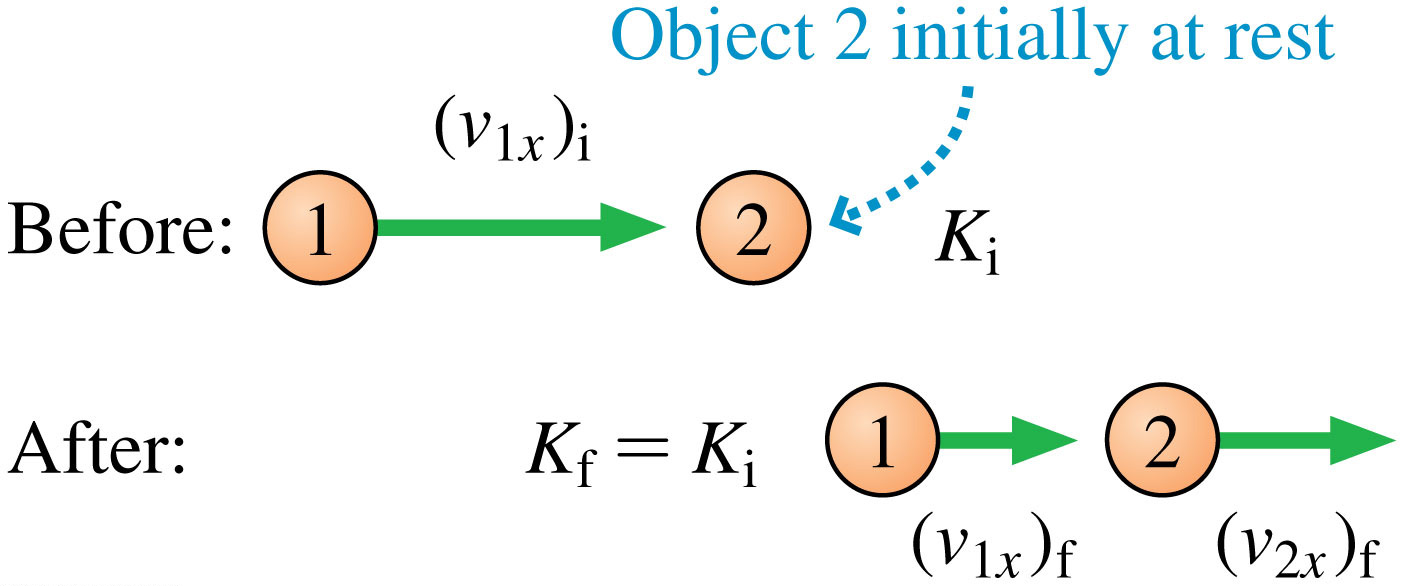 Object 2 initially at rest
(v1x)i
Before: 1 2 Ki
After: Kf = Ki 1 2
(v1x)f (v2x)f